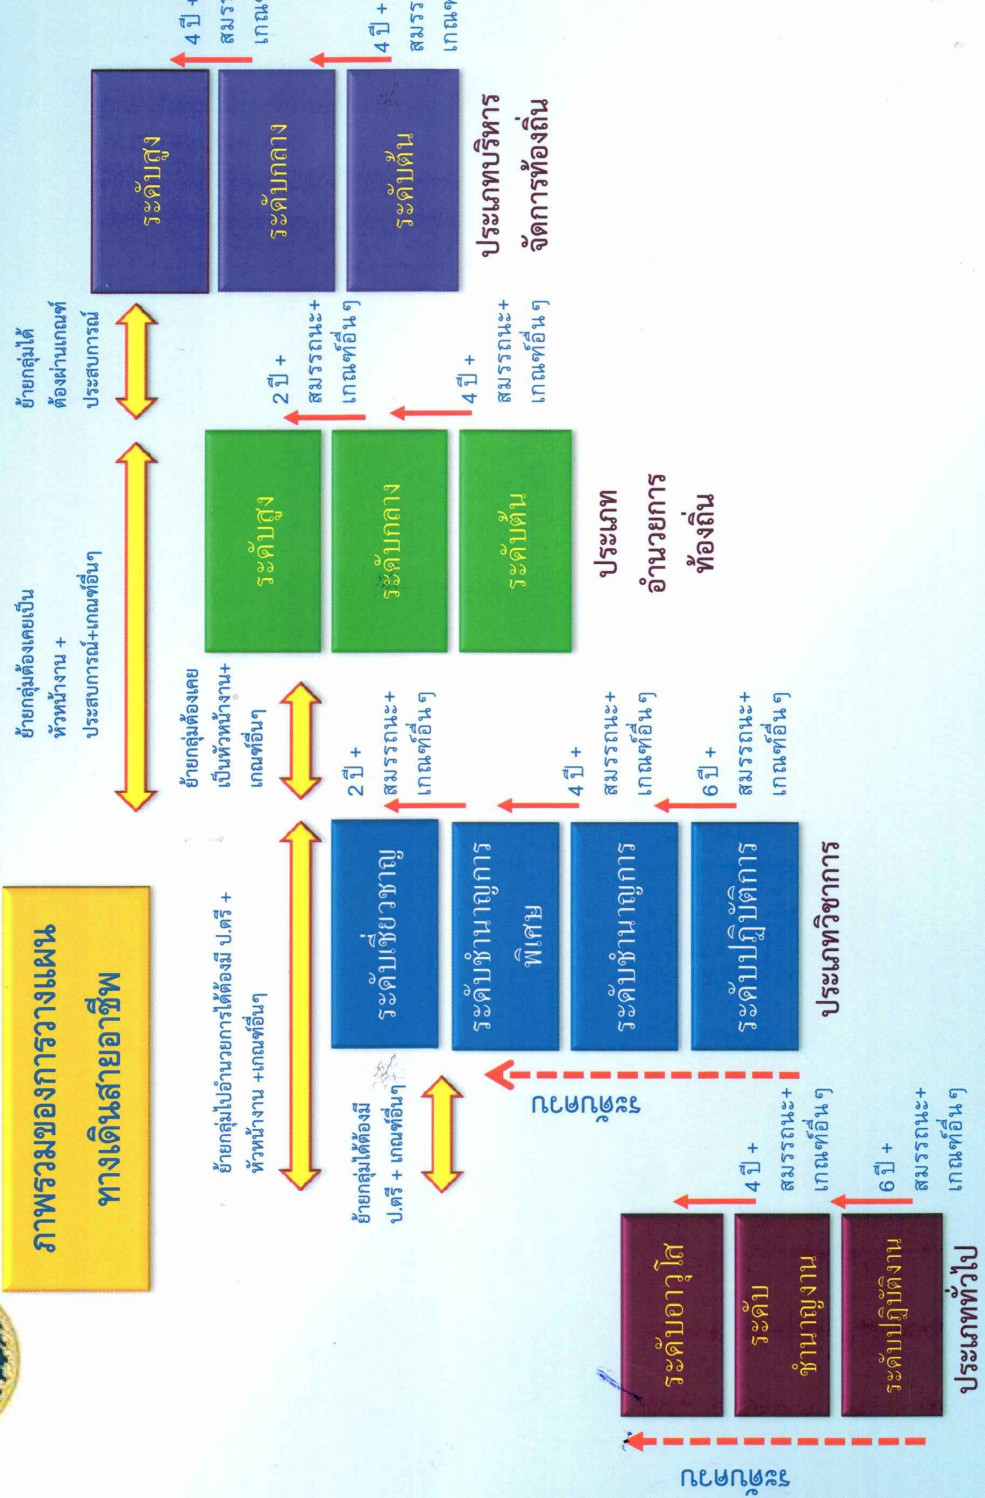 ภาพรวมของการวางแผน
ทางเดินสายอาชีพ
ย้ายกลุ่มต้องเคยเป็น
หัวหน้างาน +
ประสบการณ์+เกณฑ์อื่นๆ
ย้ายกลุ่มได้
ต้องผ่านเกณฑ์
ประสบการณ์
ย้ายกลุ่มไปอำนวยการได้ต้องมี ป.ตรี +
หัวหน้างาน +เกณฑ์อื่นๆ
ย้ายกลุ่มต้องเคย
เป็นหัวหน้างาน+
เกณฑ์อื่นๆ
ย้ายกลุ่มได้ต้องมี
ป.ตรี + เกณฑ์อื่นๆ
ระดับควบ
ระดับอาวุโส
ระดับ
ชำนาญงาน
ระดับปฏิบัติงาน
ประเภททั่วไป
4 ปี +
สมรรถนะ+
เกณฑ์อื่น ๆ
6 ปี +
สมรรถนะ+
เกณฑ์อื่น ๆ
ระดับควบ
ระดับเชี่ยวชาญ
ระดับชำนาญการ
พิเศษ
ระดับชำนาญการ
ระดับปฏิบัติการ
ประเภทวิชาการ
2 ปี +
สมรรถนะ+
เกณฑ์อื่น ๆ
4 ปี +
สมรรถนะ+
เกณฑ์อื่น ๆ
6 ปี +
สมรรถนะ+
เกณฑ์อื่น ๆ
ระดับสูง
ระดับกลาง
ระดับต้น
ประเภท
อำนวยการ
ท้องถิ่น
2 ปี +
สมรรถนะ+
เกณฑ์อื่น ๆ
4 ปี +
สมรรถนะ+
เกณฑ์อื่น ๆ
ระดับสูง
ระดับกลาง
ระดับต้น
ประเภทบริหาร
จัดการท้องถิ่น
4 ปี +
4 ปี +